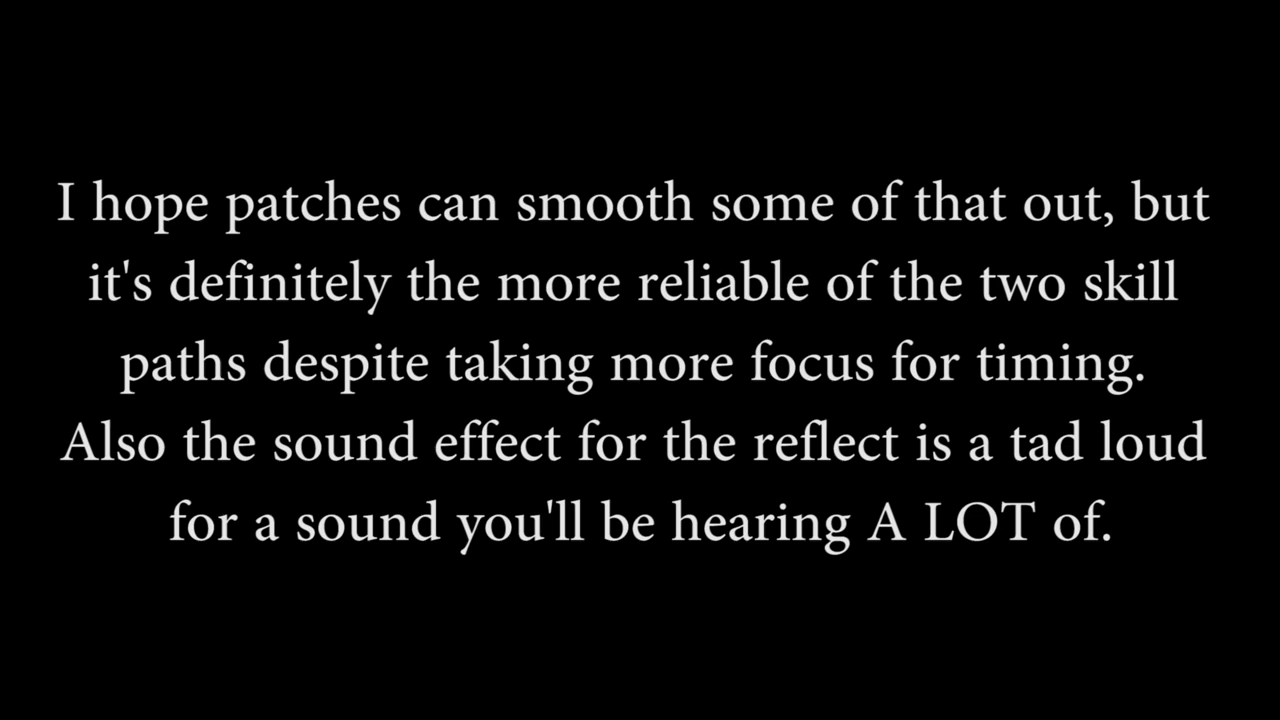 I hope patches can smooth some of that out, but
it's definitely the more reliable of the two skill
paths despite taking more focus for timing.
Also the sound effect for the reflect is a tad loud
for a sound you'll be hearing A LOT of.